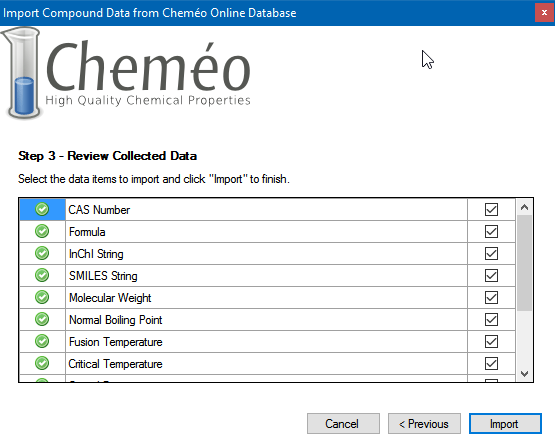 Import Compound Data from Cheméo Online Database
x
Cheméo
High Quality Chemical Properties
Step 3 - Review Collected Data
Select the data items to import and click "Import" to finish.
CAS Number
Formula
InChI String
SMILES String
Molecular Weight
Normal Boiling Point
Fusion Temperature
Critical Temperature
Cancel
< Previous
Import